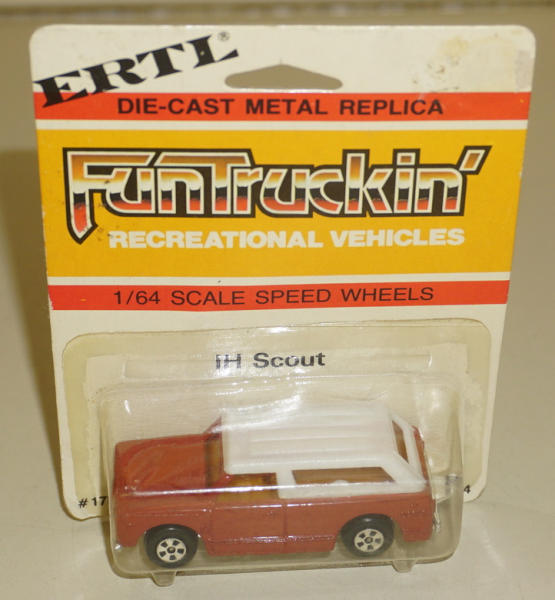 ERTL®
DIE-CAST METAL REPLICA
FunTruckin'
RECREATIONAL VEHICLES
1/64 SCALE SPEED WHEELS
IH Scout